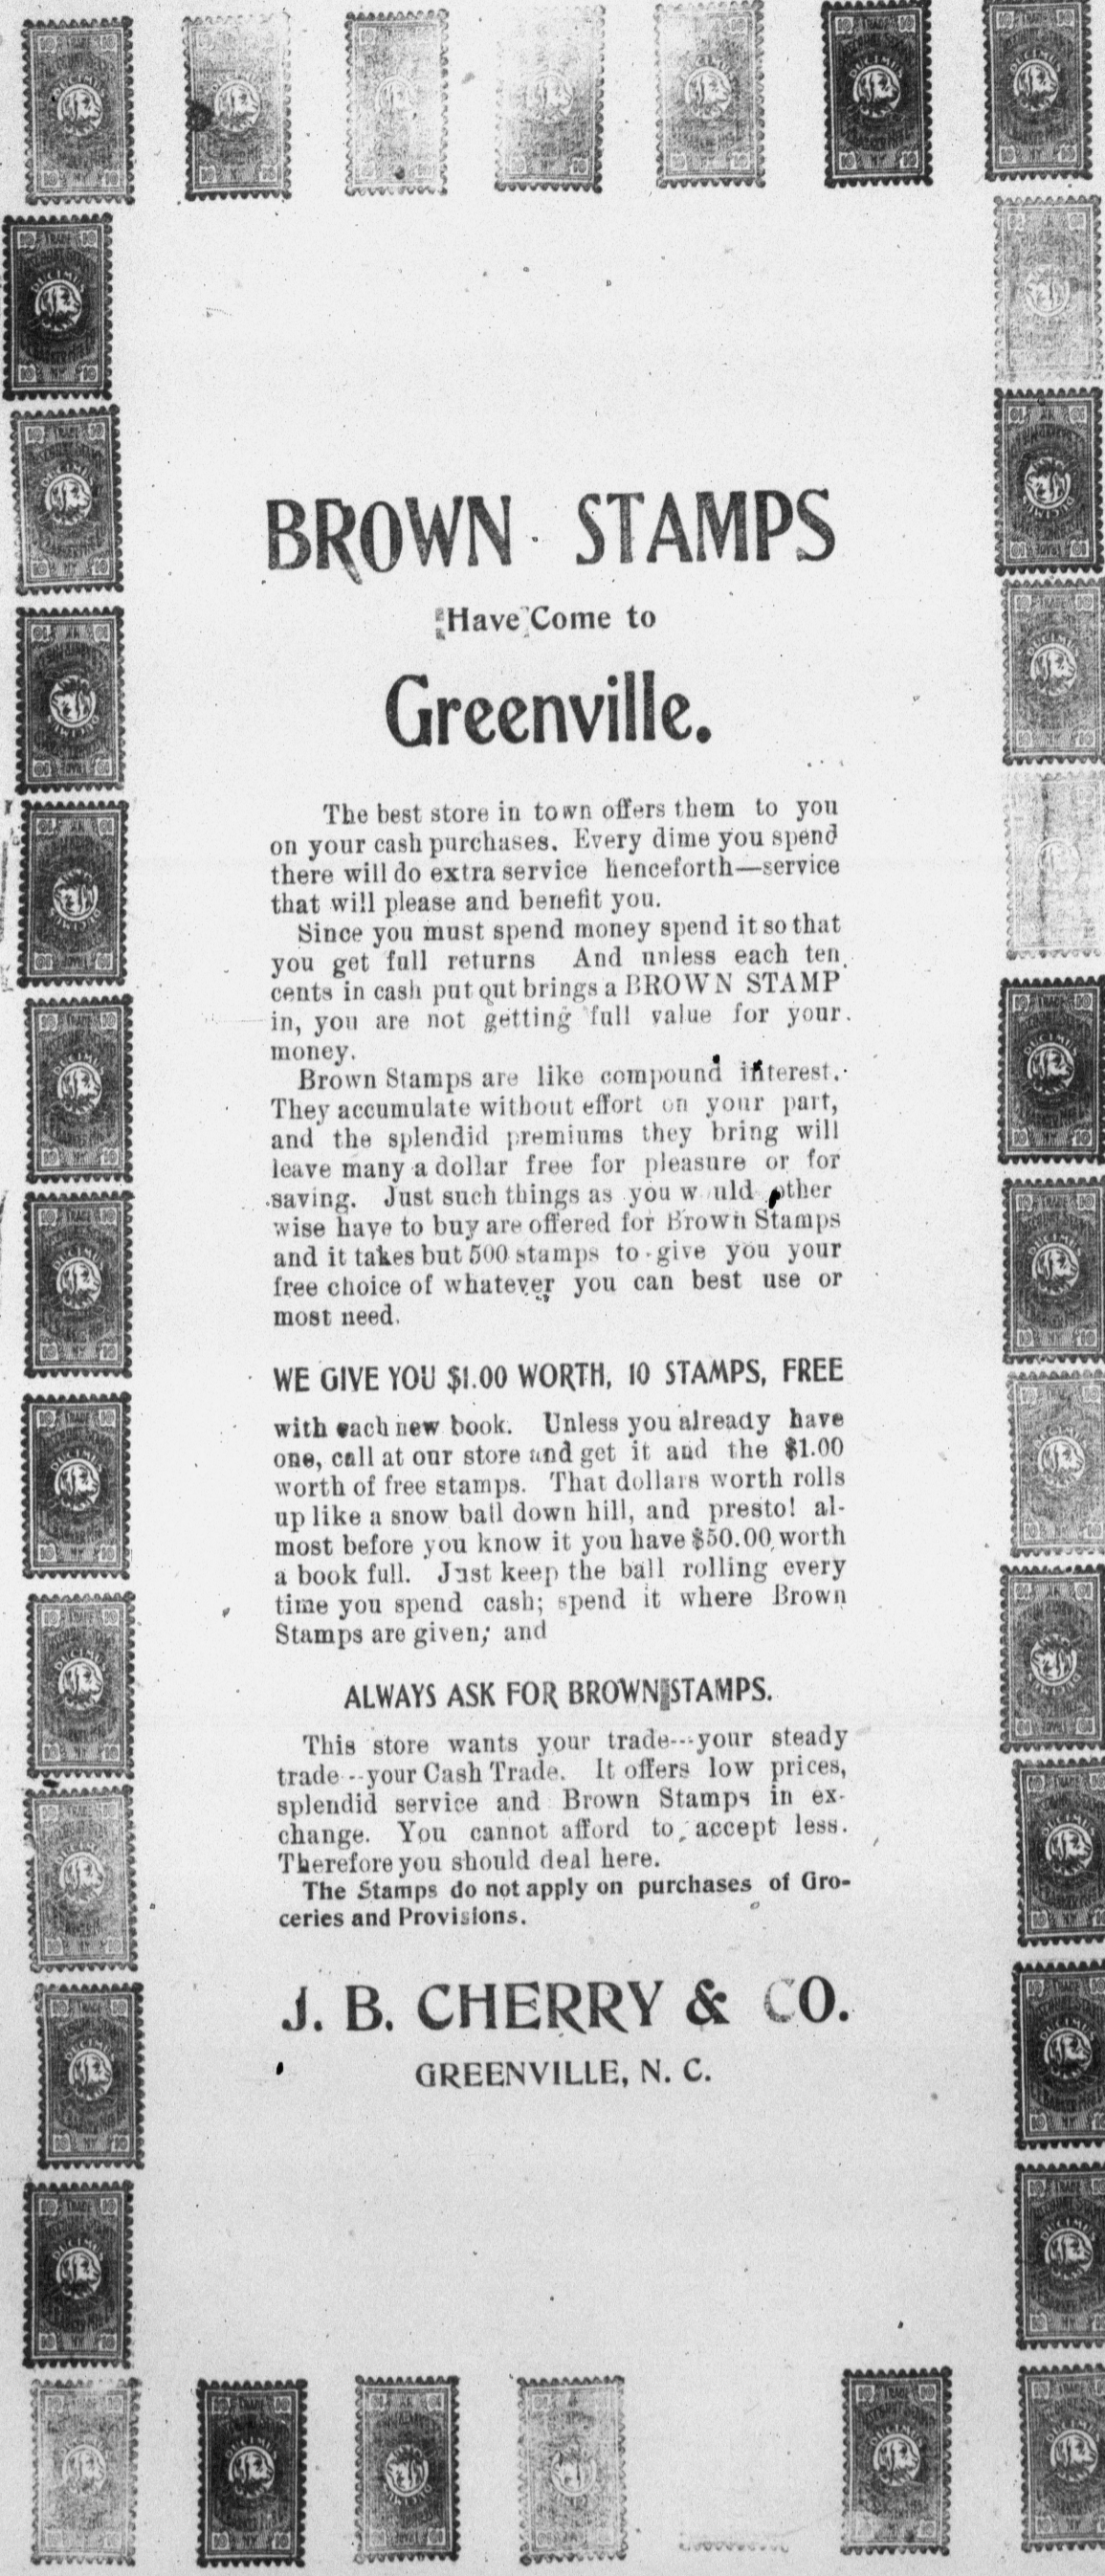 BROWN STAMPS
Have Come to
Greenville.
The best store in town offers them to you
on your cash purchases. Every dime you spend
there will do extra service henceforth—service
that will please and benefit you.
Since you must spend money spend it so that
you get full returns And unless each ten
cents in cash put out brings a BROWN STAMP
in, you are not getting full value for your
money.
Brown Stamps are like compound interest.
They accumulate without effort on your part,
and the splendid premiums they bring will
leave many a dollar free for pleasure or for
saving. Just such things as you w uld other
wise have to buy are offered for Brown Stamps
and it takes but 500 stamps to give you your
free choice of whatever you can best use or
most need.
WE GIVE YOU $1.00 WORTH, 10 STAMPS, FREE
with each new book. Unless you already have
one, call at our store and get it and the $1.00
worth of free stamps. That dollars worth rolls
up like a snow ball down hill, and presto! al-
most before you know it you have $50.00 worth
a book full. Just keep the ball rolling every
time you spend cash; spend it where Brown
Stamps are given; and
ALWAYS ASK FOR BROWN STAMPS.
This store wants your trade---your steady
trade--your Cash Trade. It offers low prices,
splendid service and Brown Stamps in ex-
change. You cannot afford to accept less.
Therefore you should deal here.
The Stamps do not apply on purchases of Gro-
ceries and Provisions.
J. B. CHERRY & CO.
GREENVILLE, N. C.